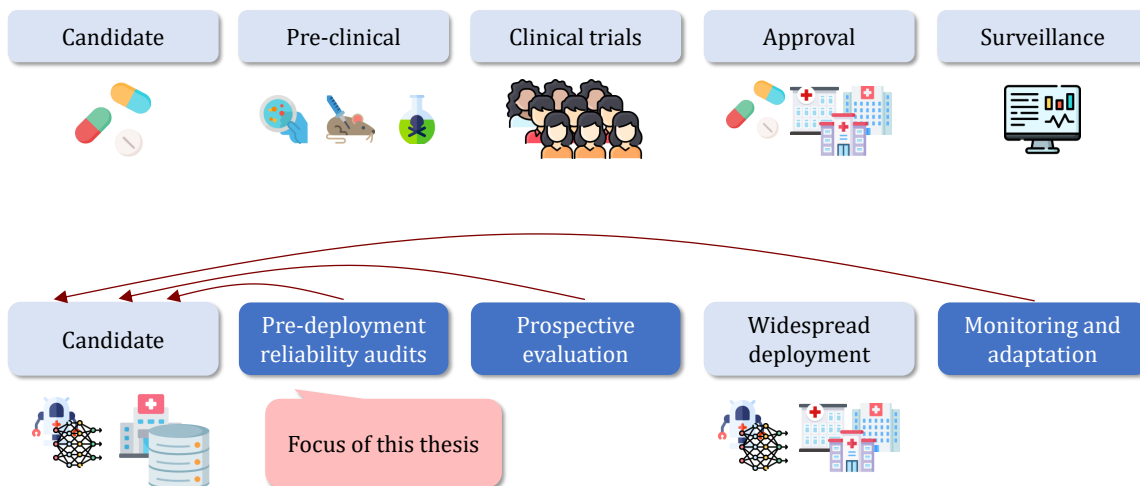 Candidate
Pre-clinical
Clinical trials
Approval
Surveillance
Candidate
Pre-deployment
reliability audits
Prospective
evaluation
Widespread
deployment
Monitoring and
adaptation
Focus of this thesis